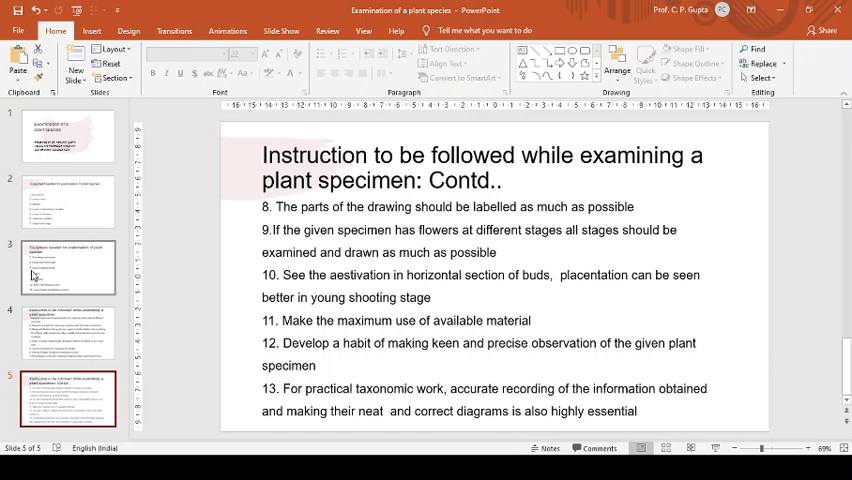 Examination of a plant species - PowerPoint
Prof. C. P. Gupta
PC
File Home Insert Design Transitions Animations Slide Show Review View Help Tell me what you want to do Share
Paste
New
Slide
Layout
Reset
Section
22
Text Direction
Align Text
Convert to SmartArt
Arrange
Quick
Styles
Shape Fill
Shape Outline
Shape Effects
Find
Replace
Select
Clipboard Slides Font Paragraph Drawing Editing
1
2
3
4
5
Instruction to be followed while examining a
plant specimen: Contd..
8. The parts of the drawing should be labelled as much as possible
9.If the given specimen has flowers at different stages all stages should be
examined and drawn as much as possible
10. See the aestivation in horizontal section of buds, placentation can be seen
better in young shooting stage
11. Make the maximum use of available material
12. Develop a habit of making keen and precise observation of the given plant
specimen
13. For practical taxonomic work, accurate recording of the information obtained
and making their neat and correct diagrams is also highly essential
Slide 5 of 5 English (India) Notes Comments 69%